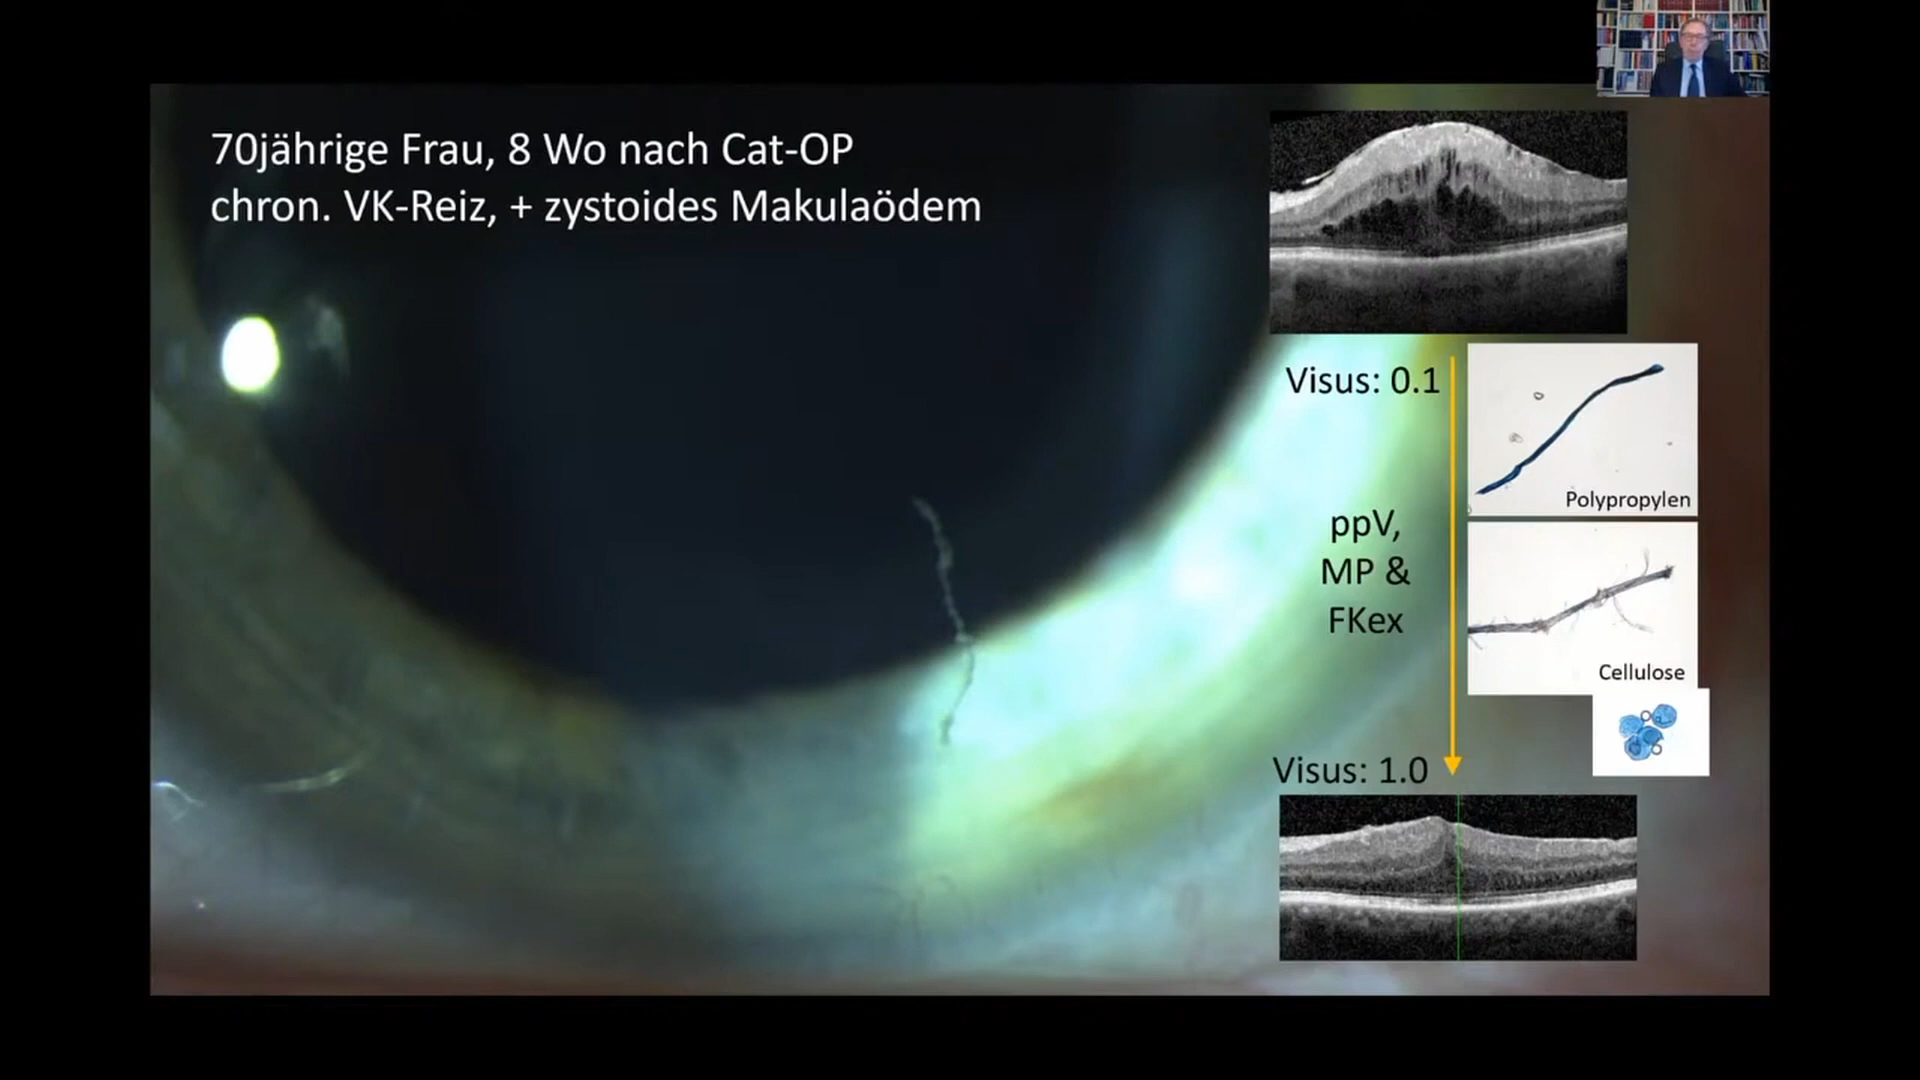 70jährige Frau, 8 Wo nach Cat-OP
chron. VK-Reiz, + zystoides Makulaödem
Visus: 0.1
ppV,
MP &
FKex
Visus: 1.0
Polypropylen
Cellulose